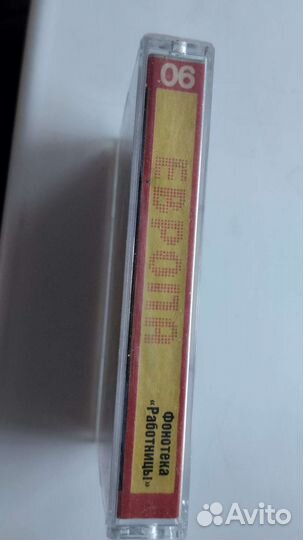 06
ЕВРОПА
Фонотека
«Работницы»
Avito